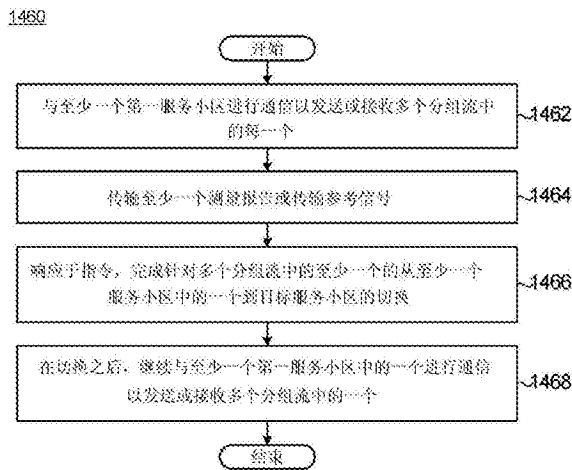 1460
开始
与至少一个第一服务小区进行通信以发送或接收多个分组流中
的每一个
1462
传输至少一个测量报告或传输参考信号
1464
响应于指令，完成针对多个分组流中的至少一个的从至少一个
服务小区中的一个到目标服务小区的切换
1466
在切换之后，继续与至少一个第一服务小区中的一个进行通信
以发送或接收多个分组流中的一个
1468
结束